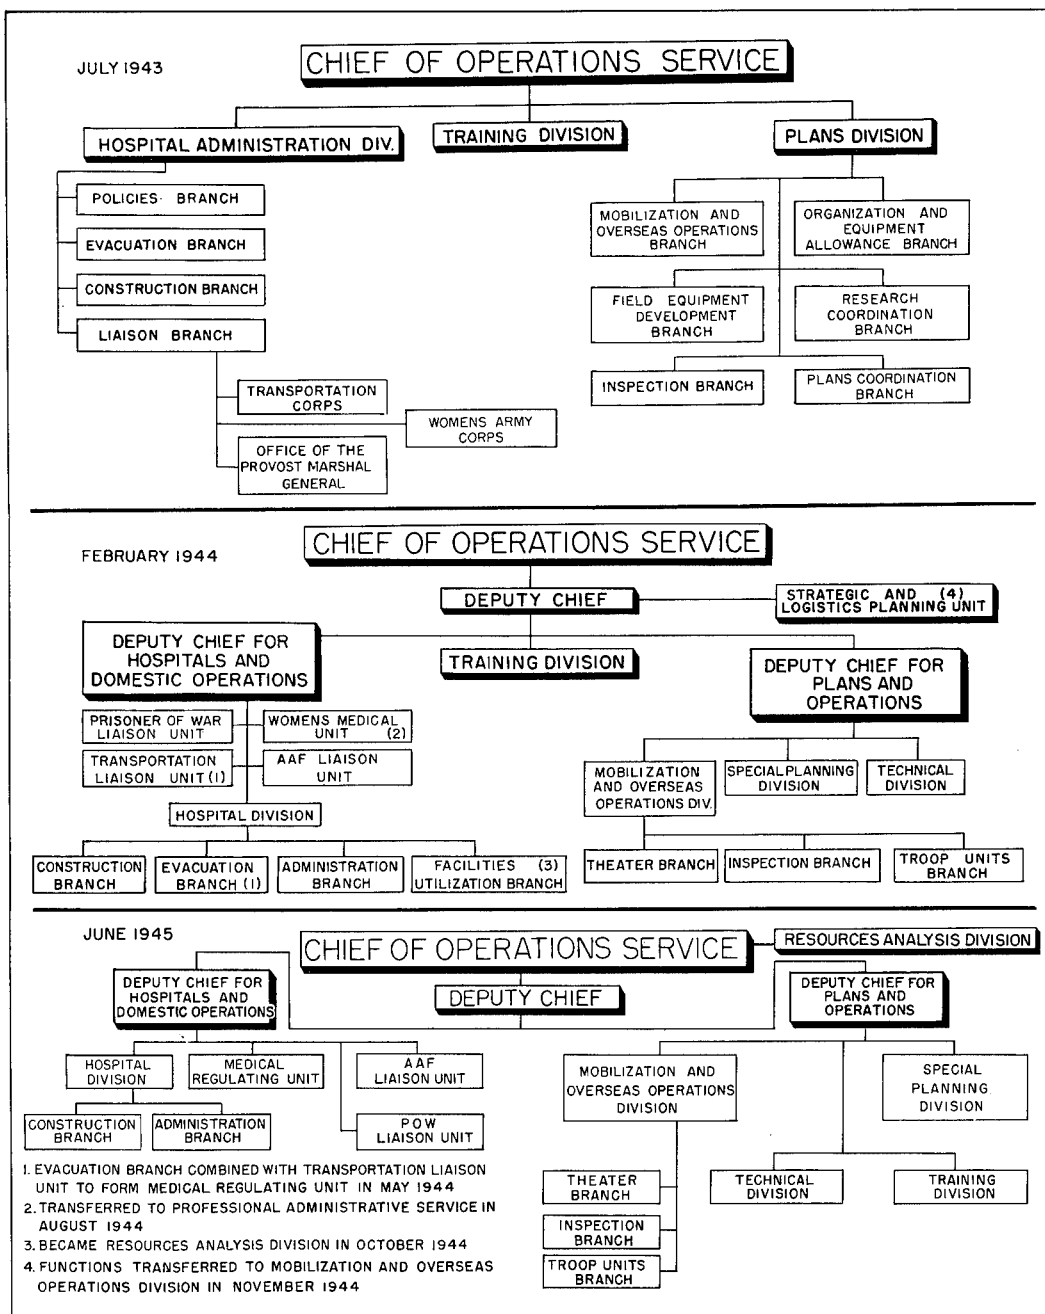 JULY 1943
CHIEF OF OPERATIONS SERVICE
HOSPITAL ADMINISTRATION DIV.
TRAINING DIVISION
PLANS DIVISION
POLICIES BRANCH
EVACUATION BRANCH
CONSTRUCTION BRANCH
LIAISON BRANCH
TRANSPORTATION
CORPS
WOMENS ARMY
CORPS
OFFICE OF THE
PROVOST MARSHAL
GENERAL
MOBILIZATION AND
OVERSEAS OPERATIONS
BRANCH
ORGANIZATION AND
EQUIPMENT
ALLOWANCE BRANCH
FIELD EQUIPMENT
DEVELOPMENT
BRANCH
RESEARCH
COORDINATION
BRANCH
INSPECTION BRANCH
PLANS COORDINATION
BRANCH
FEBRUARY 1944
CHIEF OF OPERATIONS SERVICE
DEPUTY CHIEF
STRATEGIC AND (4)
LOGISTICS PLANNING UNIT
DEPUTY CHIEF FOR
HOSPITALS AND
DOMESTIC OPERATIONS
TRAINING DIVISION
DEPUTY CHIEF FOR
PLANS AND
OPERATIONS
PRISONER OF WAR
LIAISON UNIT
WOMENS MEDICAL
UNIT (2)
TRANSPORTATION
LIAISON UNIT (1)
AAF LIAISON
UNIT
HOSPITAL DIVISION
CONSTRUCTION
BRANCH
EVACUATION
BRANCH (1)
ADMINISTRATION
BRANCH
FACILITIES (3)
UTILIZATION BRANCH
MOBILIZATION
AND OVERSEAS
OPERATIONS DIV.
SPECIAL PLANNING
DIVISION
TECHNICAL
DIVISION
THEATER BRANCH
INSPECTION BRANCH
TROOP UNITS
BRANCH
JUNE 1945
CHIEF OF OPERATIONS SERVICE
RESOURCES ANALYSIS DIVISION
DEPUTY CHIEF FOR
HOSPITALS AND
DOMESTIC OPERATIONS
DEPUTY CHIEF
DEPUTY CHIEF FOR
PLANS AND
OPERATIONS
HOSPITAL
DIVISION
MEDICAL
REGULATING UNIT
AAF
LIAISON UNIT
CONSTRUCTION
BRANCH
ADMINISTRATION
BRANCH
POW
LIAISON UNIT
MOBILIZATION AND
OVERSEAS OPERATIONS
DIVISION
SPECIAL
PLANNING
DIVISION
THEATER
BRANCH
TECHNICAL
DIVISION
TRAINING
DIVISION
INSPECTION
BRANCH
TROOP UNITS
BRANCH
1. EVACUATION BRANCH COMBINED WITH TRANSPORTATION LIAISON
UNIT TO FORM MEDICAL REGULATING UNIT IN MAY 1944
2. TRANSFERRED TO PROFESSIONAL ADMINISTRATIVE SERVICE IN
AUGUST 1944
3. BECAME RESOURCES ANALYSIS DIVISION IN OCTOBER 1944
4. FUNCTIONS TRANSFERRED TO MOBILIZATION AND OVERSEAS
OPERATIONS DIVISION IN NOVEMBER 1944